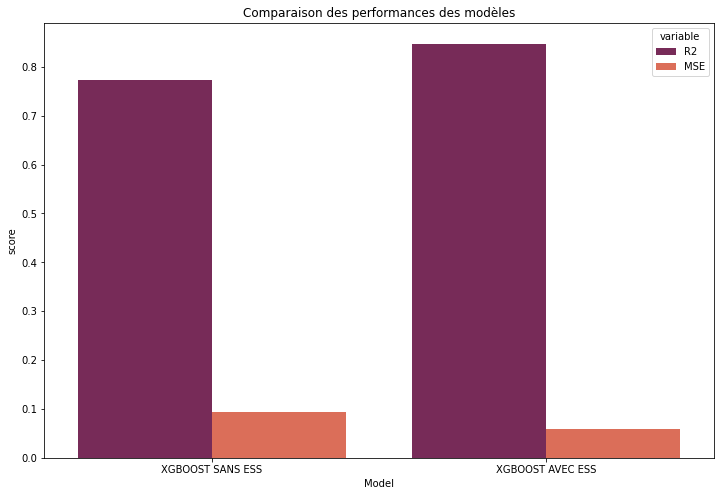 Comparaison des performances des modèles
variable
R2
MSE
0.8
0.7
0.6
0.5
0.4
0.3
0.2
0.1
0.0
score
XGBOOST SANS ESS
XGBOOST AVEC ESS
Model